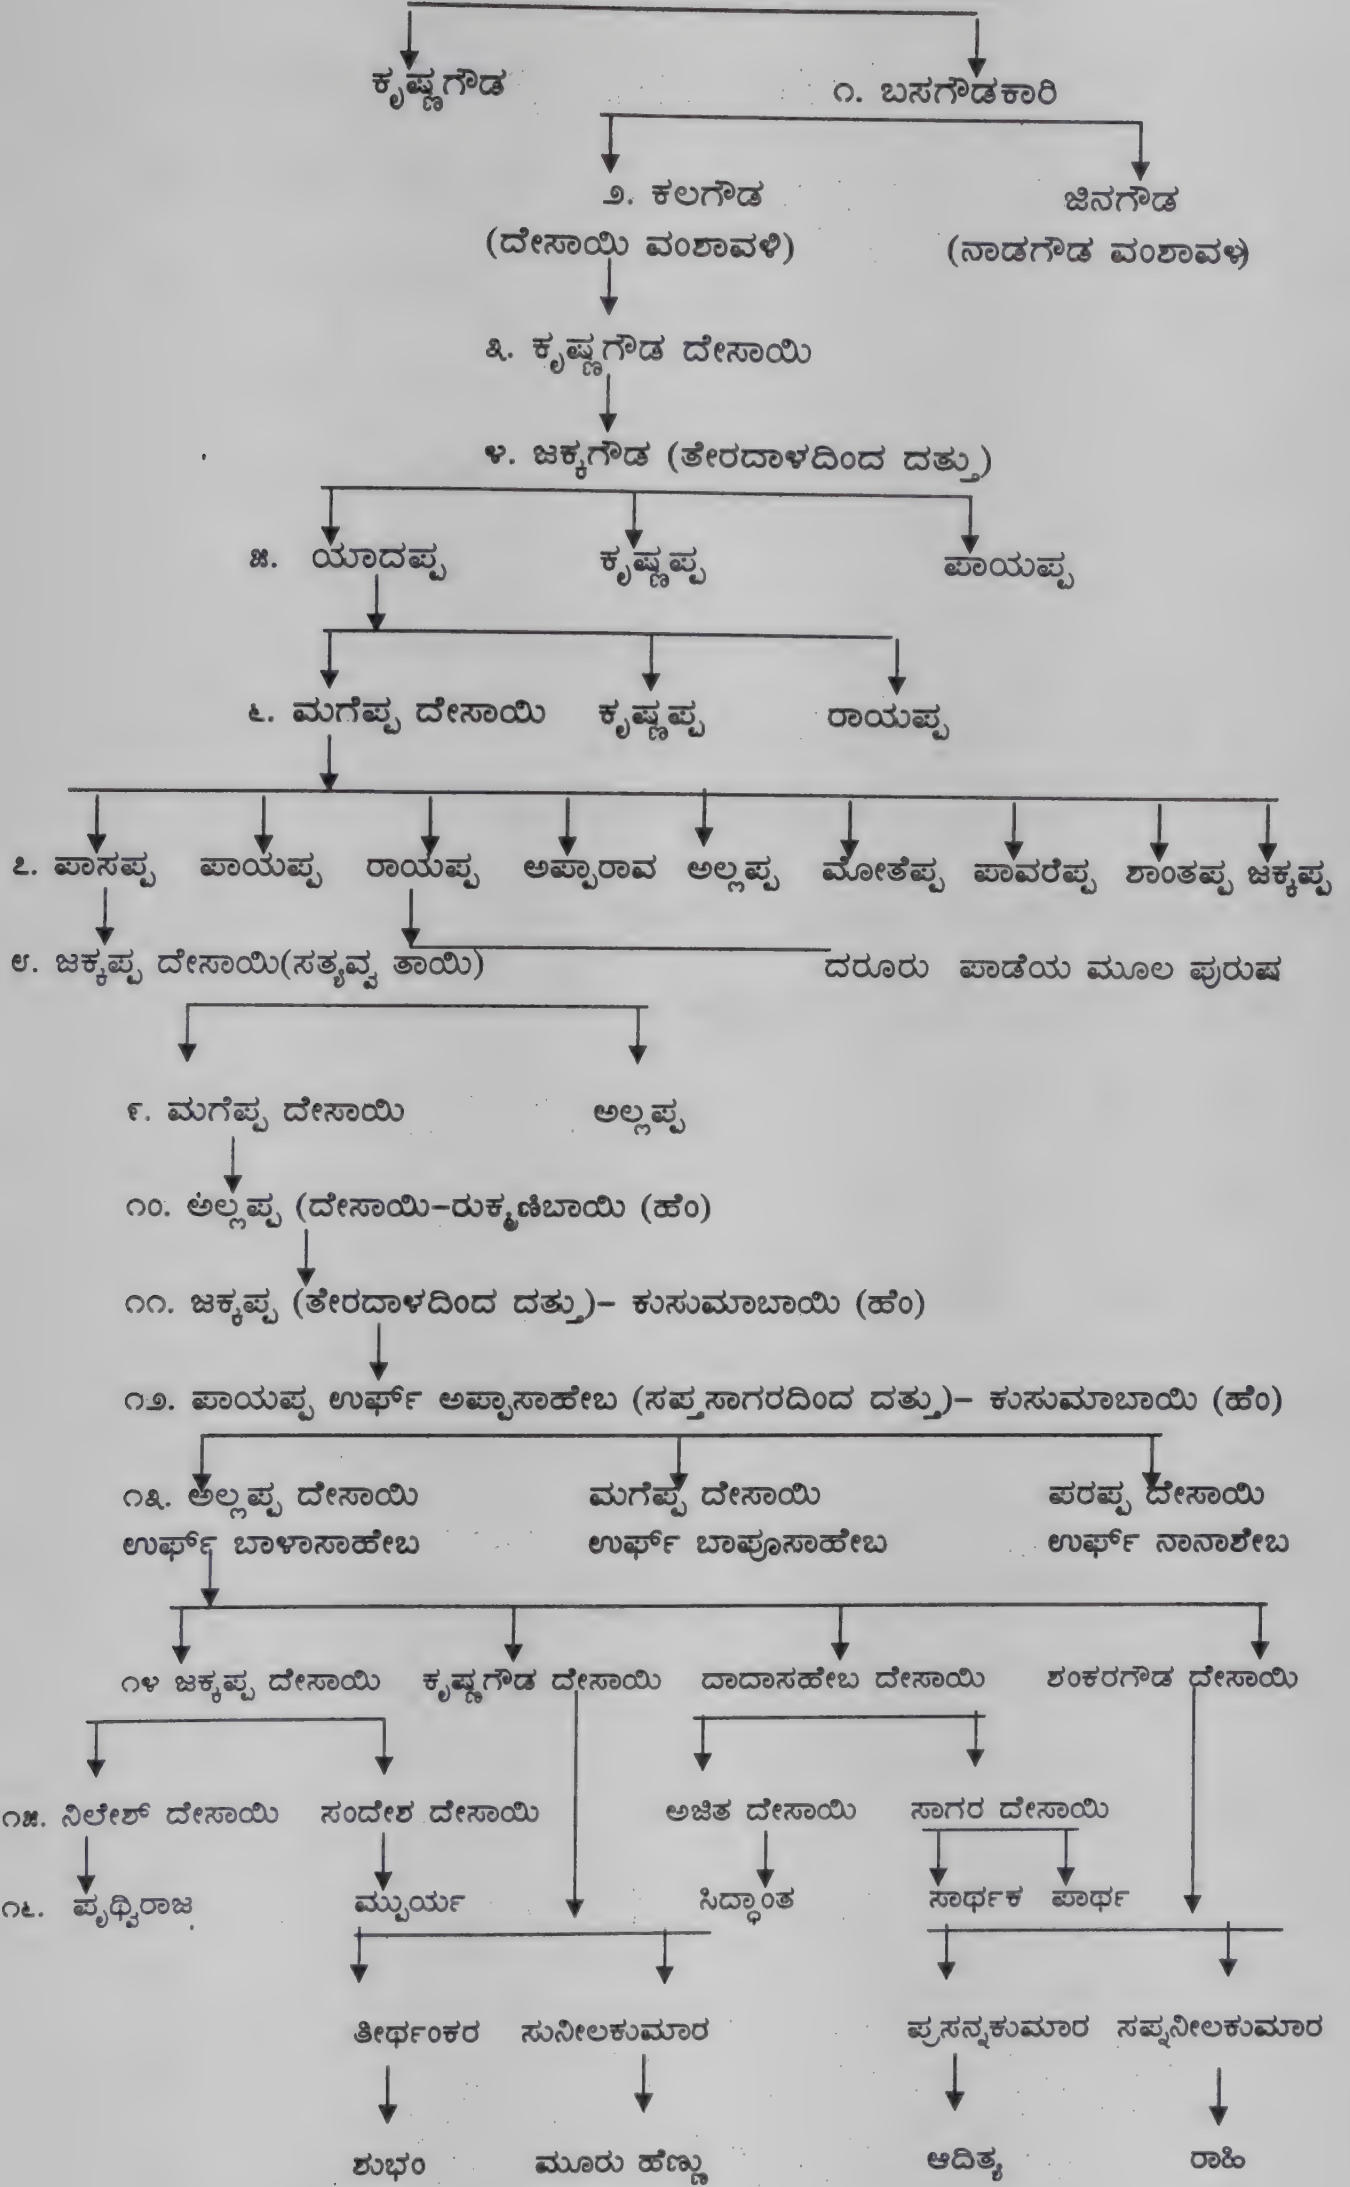 ಕೃಷ್ಣಗೌಡ ೧. ಬಸಗೌಡಕಾರಿ
೨. ಕಲಗೌಡ ಜಿನಗೌಡ
(ದೇಸಾಯಿ ವಂಶಾವಳಿ) (ನಾಡಗೌಡ ವಂಶಾವಳಿ)
೩. ಕೃಷ್ಣಗೌಡ ದೇಸಾಯಿ
೪. ಜಕ್ಕಗೌಡ (ತೇರದಾಳದಿಂದ ದತ್ತು)
೫. ಯಾದಪ್ಪ ಕೃಷ್ಣಪ್ಪ ಪಾಯಪ್ಪ
೬. ಮಗೆಪ್ಪ ದೇಸಾಯಿ ಕೃಷ್ಣಪ್ಪ ರಾಯಪ್ಪ
೭. ಪಾಸಪ್ಪ ಪಾಯಪ್ಪ ರಾಯಪ್ಪ ಅಪ್ಪಾರಾವ ಅಲ್ಲಪ್ಪ ಮೋತೆಪ್ಪ ಪಾವರೆಪ್ಪ ಶಾಂತಪ್ಪ ಜಕ್ಕಪ್ಪ
೮. ಜಕ್ಕಪ್ಪ ದೇಸಾಯಿ(ಸತ್ಯವ್ವ ತಾಯಿ) ದರೂರು ಪಾಡೆಯ ಮೂಲ ಪುರುಷ
೯. ಮಗೆಪ್ಪ ದೇಸಾಯಿ ಅಲ್ಲಪ್ಪ
೧೦. ಅಲ್ಲಪ್ಪ (ದೇಸಾಯಿ-ರುಕ್ಮಣಿಬಾಯಿ (ಹೆಂ)
೧೧. ಜಕ್ಕಪ್ಪ (ತೇರದಾಳದಿಂದ ದತ್ತು)- ಕುಸುಮಾಬಾಯಿ (ಹೆಂ)
೧೨. ಪಾಯಪ್ಪ ಉರ್ಫ್ ಅಪ್ಪಾಸಾಹೇಬ (ಸಪ್ತಸಾಗರದಿಂದ ದತ್ತು)- ಕುಸುಮಾಬಾಯಿ (ಹೆಂ)
೧೩. ಅಲ್ಲಪ್ಪ ದೇಸಾಯಿ ಮಗೆಪ್ಪ ದೇಸಾಯಿ ಪರಪ್ಪ ದೇಸಾಯಿ
ಉರ್ಫ್ ಬಾಳಾಸಾಹೇಬ ಉರ್ಫ್ ಬಾಪೂಸಾಹೇಬ ಉರ್ಫ್ ನಾನಾಶೇಬ
೧೪ ಜಕ್ಕಪ್ಪ ದೇಸಾಯಿ ಕೃಷ್ಣಗೌಡ ದೇಸಾಯಿ ದಾದಾಸಹೇಬ ದೇಸಾಯಿ ಶಂಕರಗೌಡ ದೇಸಾಯಿ
೧೫. ನಿಲೇಶ್ ದೇಸಾಯಿ ಸಂದೇಶ ದೇಸಾಯಿ ಅಜಿತ ದೇಸಾಯಿ ಸಾಗರ ದೇಸಾಯಿ
೧೬. ಪೃಥ್ವಿರಾಜ ಸಿದ್ಧಾಂತ ಸಾರ್ಥಕ ಪಾರ್ಥ
ತೀರ್ಥಂಕರ ಸುನೀಲಕುಮಾರ ಪ್ರಸನ್ನಕುಮಾರ ಸಪ್ನನೀಲಕುಮಾರ
ಶುಭಂ ಮೂರು ಹೆಣ್ಣು ಆದಿತ್ಯ ರಾಹಿ